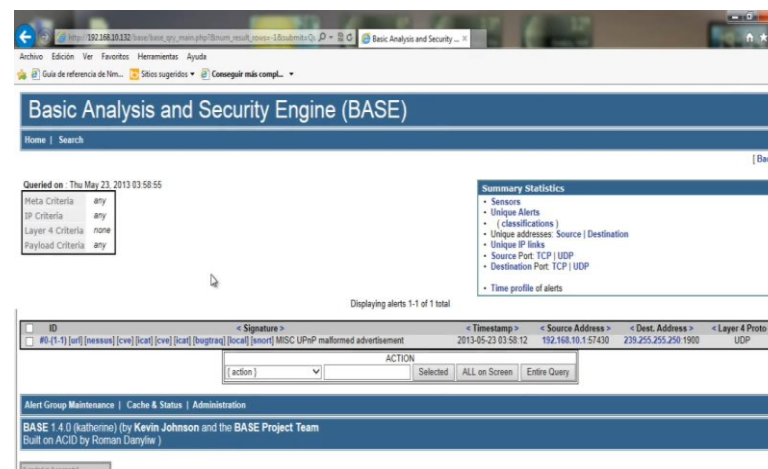 http://192.168.10.132/base/base_qry_main.php?&num_result_rows=-1&submit=Q
Basic Analysis and Security ...
Archivo Edición Ver Favoritos Herramientas Ayuda
Guía de referencia de Nm... Sitios sugeridos Conseguir más compl...
Basic Analysis and Security Engine (BASE)
Home | Search
[ Ba
Queried on : Thu May 23, 2013 03:58:55
Meta Criteria any
IP Criteria any
Layer 4 Criteria none
Payload Criteria any
Summary Statistics
Sensors
Unique Alerts
( classifications )
Unique addresses: Source | Destination
Unique IP links
Source Port: TCP | UDP
Destination Port: TCP | UDP
Time profile of alerts
Displaying alerts 1-1 of 1 total
ID < Signature > < Timestamp > < Source Address > < Dest. Address > < Layer 4 Proto
#0-(1-1) [url] [nessus] [cve] [icat] [cve] [icat] [bugtraq] [local] [snort] MISC UPnP malformed advertisement 2013-05-23 03:58:12 192.168.10.1:57430 239.255.255.250:1900 UDP
ACTION
{ action } Selected ALL on Screen Entire Query
Alert Group Maintenance | Cache & Status | Administration
BASE 1.4.0 (katherine) (by Kevin Johnson and the BASE Project Team
Built on ACID by Roman Danyliw )